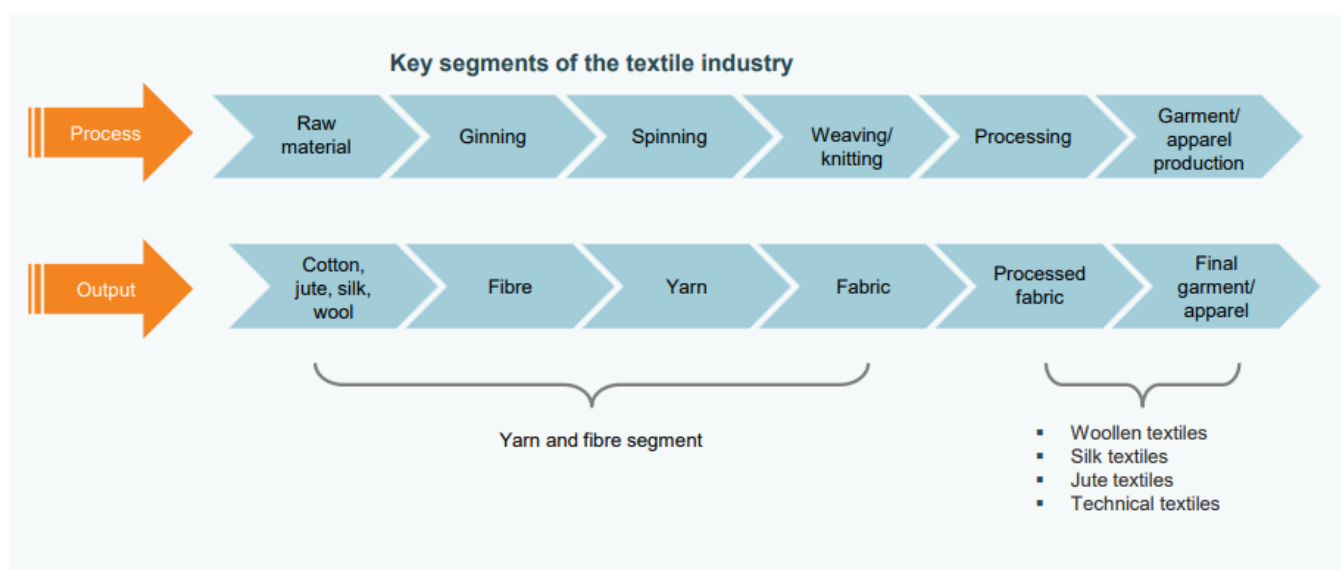 Key segments of the textile industry
Process
Raw
material
Ginning
Spinning
Weaving/
knitting
Processing
Garment/
apparel
production
Output
Cotton,
jute, silk,
wool
Fibre
Yarn
Fabric
Processed
fabric
Final
garment/
apparel
Yarn and fibre segment
▪ Woollen textiles
▪ Silk textiles
▪ Jute textiles
▪ Technical textiles